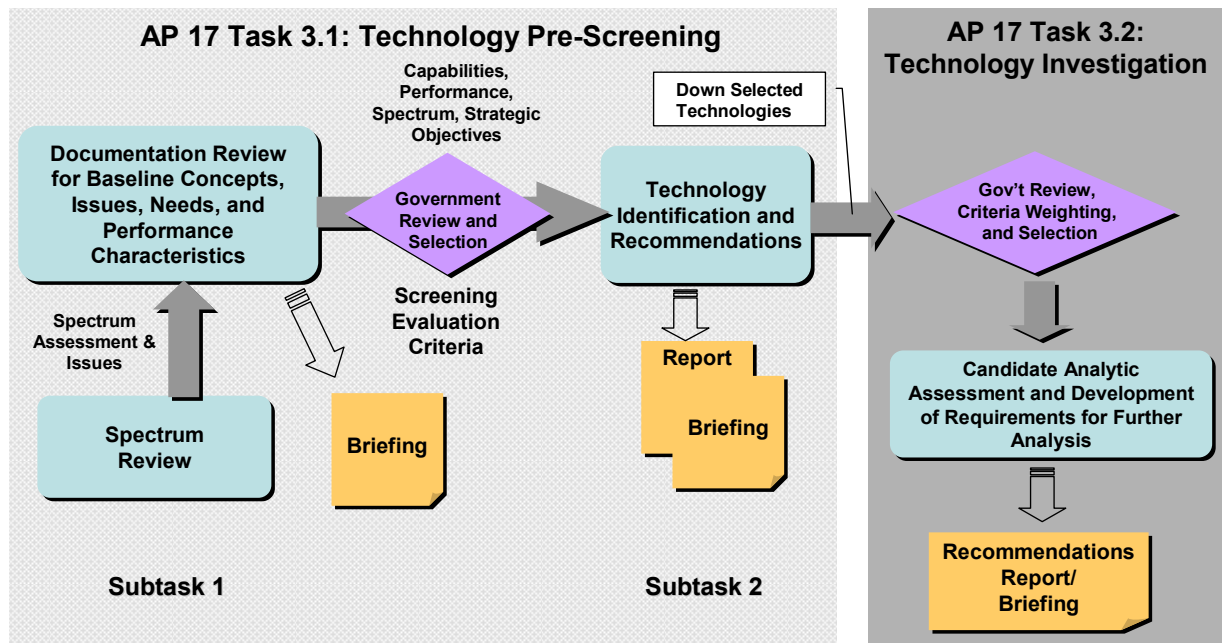 AP 17 Task 3.1: Technology Pre-Screening
Capabilities,
Performance,
Spectrum, Strategic
Objectives
Documentation Review
for Baseline Concepts,
Issues, Needs, and
Performance
Characteristics
Government
Review and
Selection
Screening
Evaluation
Criteria
Spectrum
Assessment &
Issues
Spectrum
Review
Briefing
Subtask 1
Down Selected
Technologies
Technology
Identification and
Recommendations
Report
Briefing
Subtask 2
AP 17 Task 3.2:
Technology Investigation
Gov’t Review,
Criteria Weighting,
and Selection
Candidate Analytic
Assessment and Development
of Requirements for Further
Analysis
Recommendations
Report/
Briefing